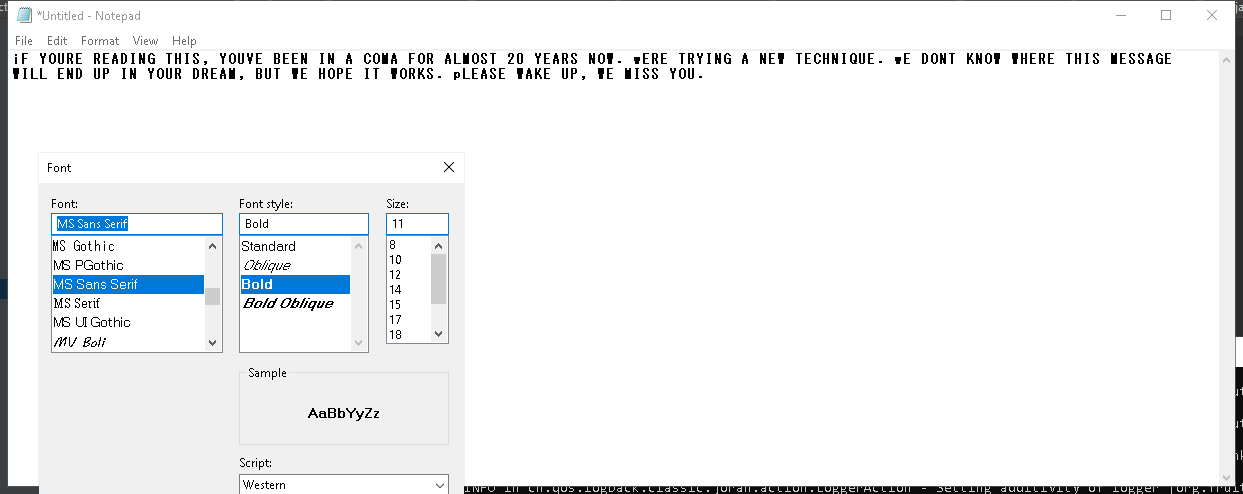 *Untitled - Notepad
File Edit Format View Help
iF YOURE READING THIS, YOUVE BEEN IN A COMA FOR ALMOST 20 YEARS NOW. wERE TRYING A NEW TECHNIQUE. wE DONT KNOW WHERE THIS MESSAGE
WILL END UP IN YOUR DREAM, BUT WE HOPE IT WORKS. pLEASE WAKE UP, WE MISS YOU.
Font
Font: Font style: Size:
MS Sans Serif Bold 11
MS Gothic Standard 8
MS PGothic Oblique 10
MS Sans Serif Bold 12
MS Serif Bold Oblique 14
MS UI Gothic 15
MV Boli 17
18
Sample
AaBbYyZz
Script:
Western
INFO in ch.qos.logback.classic.joran.action.LoggerAction - Setting additivity of logger